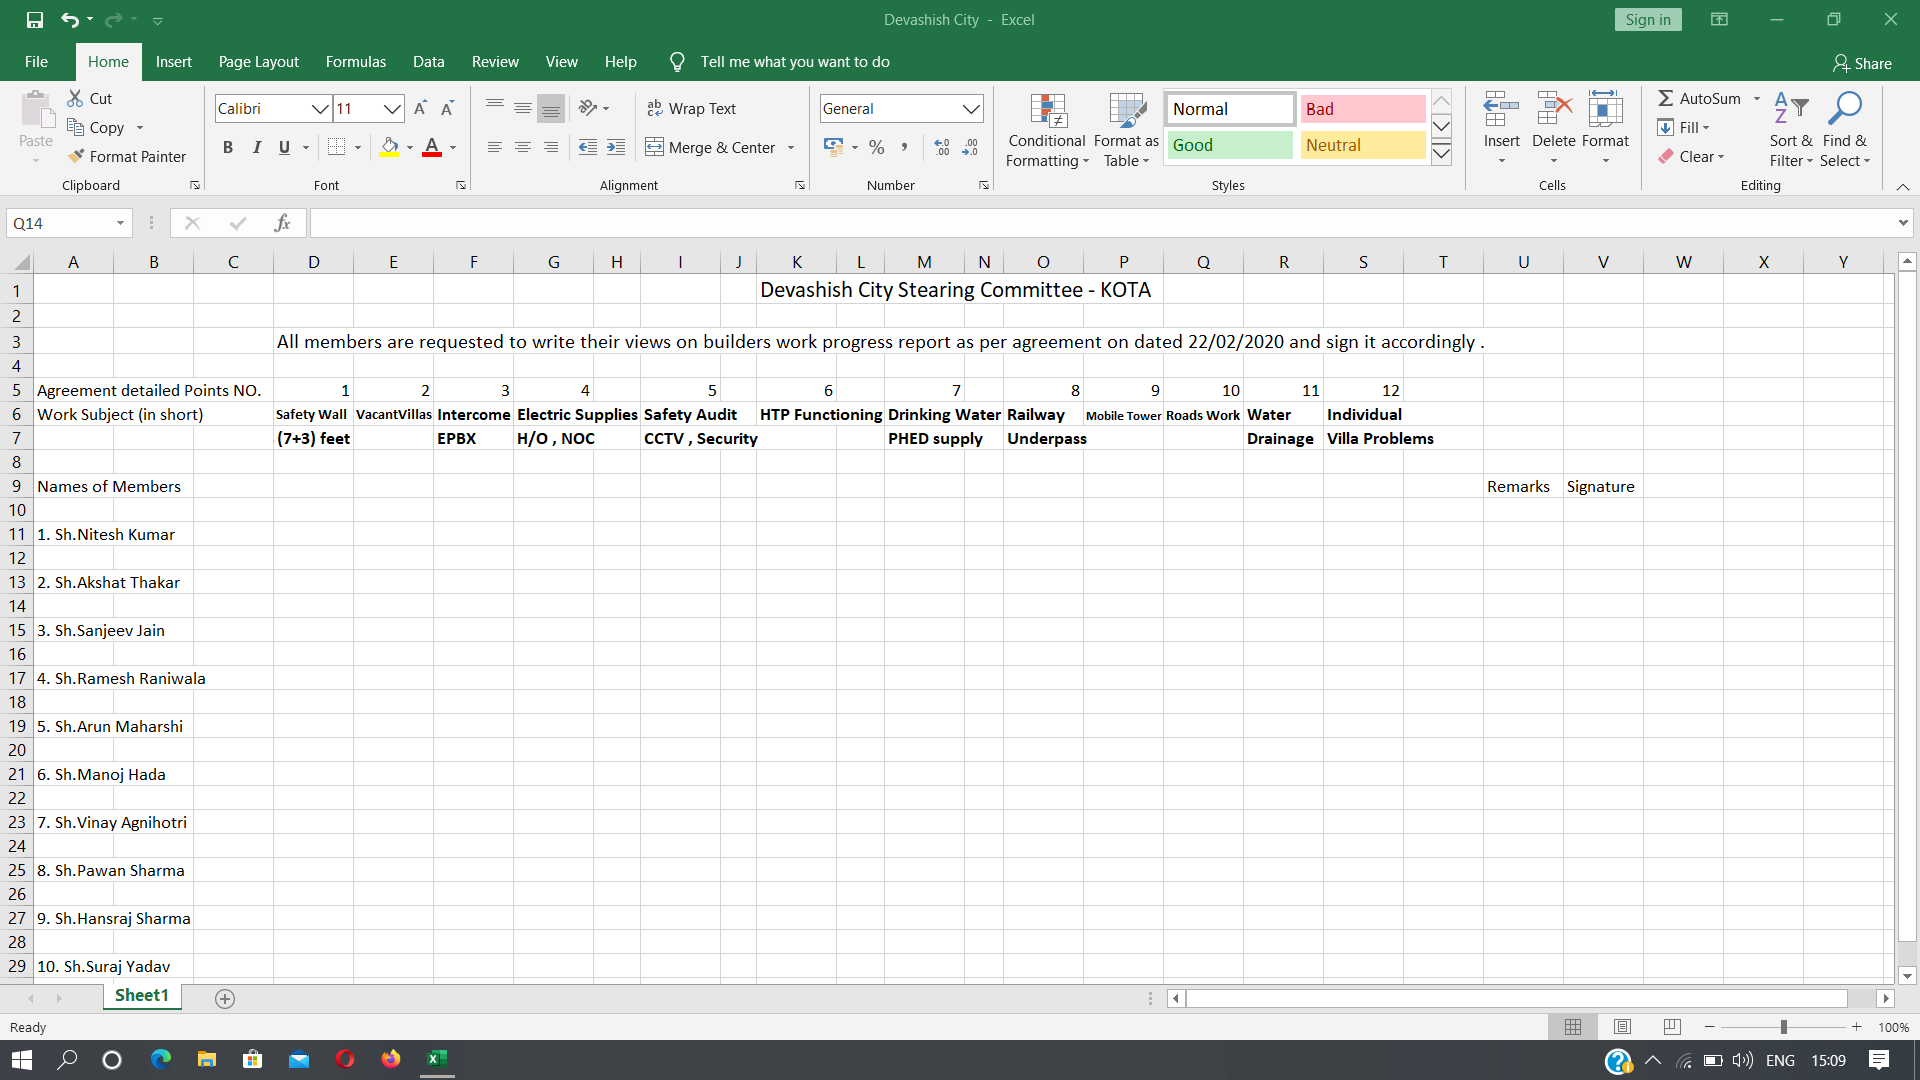 Devashish City - Excel
Sign in
File Home Insert Page Layout Formulas Data Review View Help Tell me what you want to do Share
Paste Cut Copy Format Painter Clipboard
Calibri 11 B I U A Font
Wrap Text Merge & Center Alignment
General % Number
Conditional Formatting Format as Table
Normal Bad Good Neutral Styles
Insert Delete Format Cells
AutoSum Fill Clear Sort & Filter Find & Select Editing
Q14 fx
A B C D E F G H I J K L M N O P Q R S T U V W X Y
1 Devashish City Stearing Committee - KOTA
2
3 All members are requested to write their views on builders work progress report as per agreement on dated 22/02/2020 and sign it accordingly .
4
5 Agreement detailed Points NO. 1 2 3 4 5 6 7 8 9 10 11 12
6 Work Subject (in short) Safety Wall VacantVillas Intercome Electric Supplies Safety Audit HTP Functioning Drinking Water Railway Mobile Tower Roads Work Water Individual
7 (7+3) feet EPBX H/O , NOC CCTV , Security PHED supply Underpass Drainage Villa Problems
8
9 Names of Members Remarks Signature
10
11 1. Sh.Nitesh Kumar
12
13 2. Sh.Akshat Thakar
14
15 3. Sh.Sanjeev Jain
16
17 4. Sh.Ramesh Raniwala
18
19 5. Sh.Arun Maharshi
20
21 6. Sh.Manoj Hada
22
23 7. Sh.Vinay Agnihotri
24
25 8. Sh.Pawan Sharma
26
27 9. Sh.Hansraj Sharma
28
29 10. Sh.Suraj Yadav
Sheet1
Ready 100%
ENG 15:09